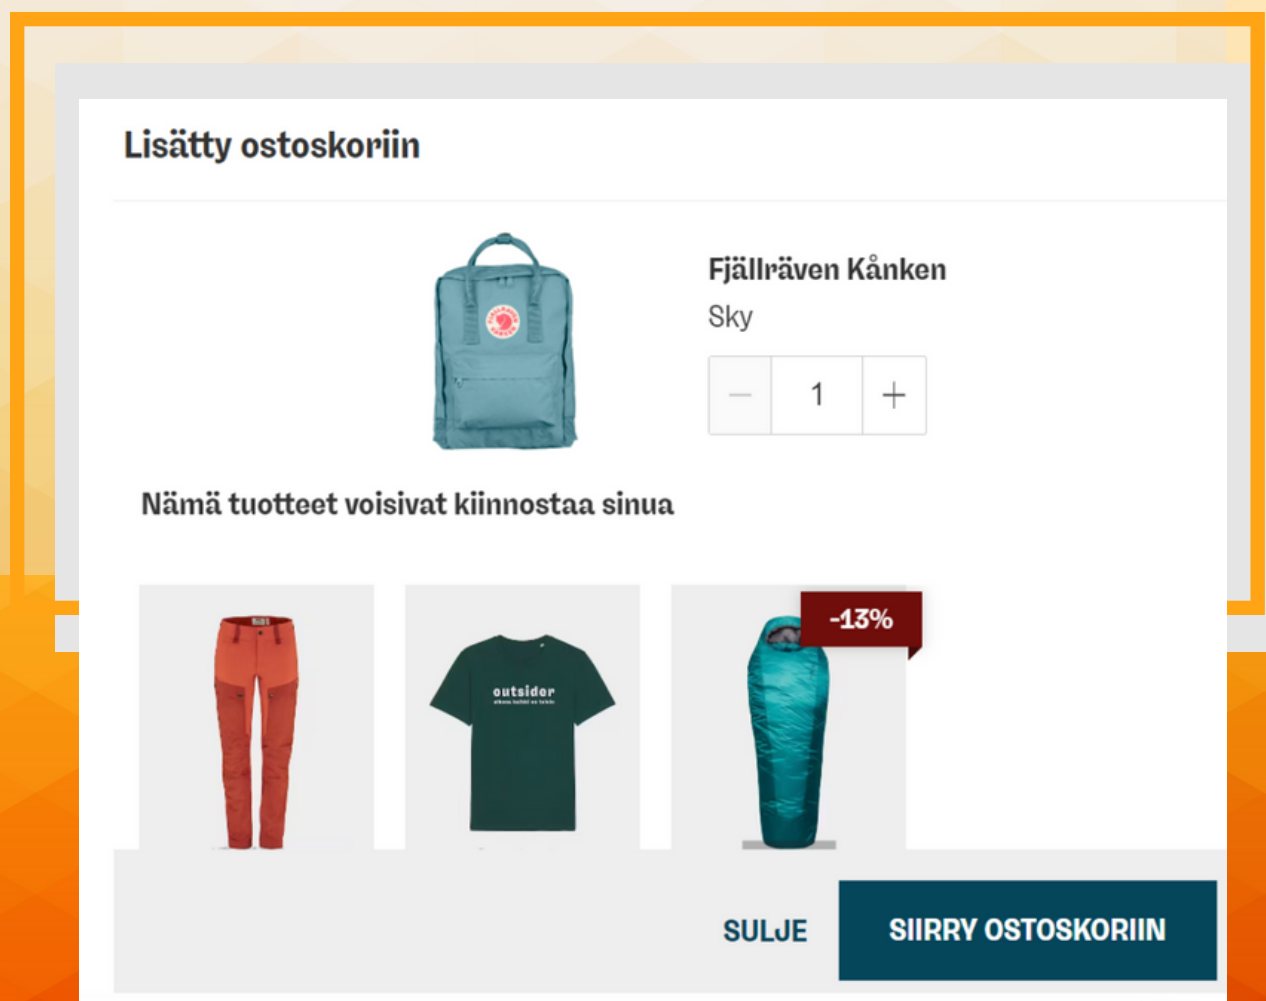 Lisätty ostoskoriin
Fjällräven Kånken
Sky
1
Nämä tuotteet voisivat kiinnostaa sinua
-13%
outsider
SULJE
SIIRRY OSTOSKORIIN